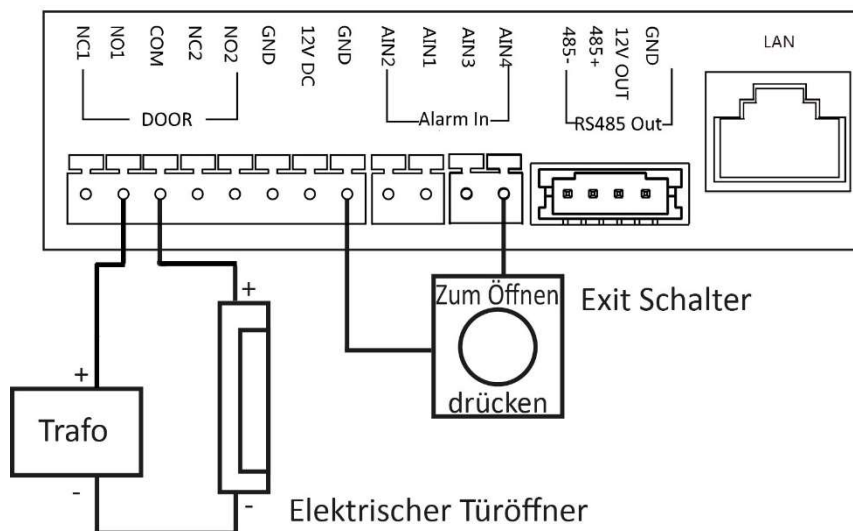 NC1 NO1 COM NC2 NO2 GND 12V DC GND AIN2 AIN1 AIN3 AIN4 485- 485+ 12V OUT GND LAN
DOOR Alarm In RS485 Out
+
+
Zum Öffnen
drücken
Exit Schalter
Trafo
-
-
Elektrischer Türöffner